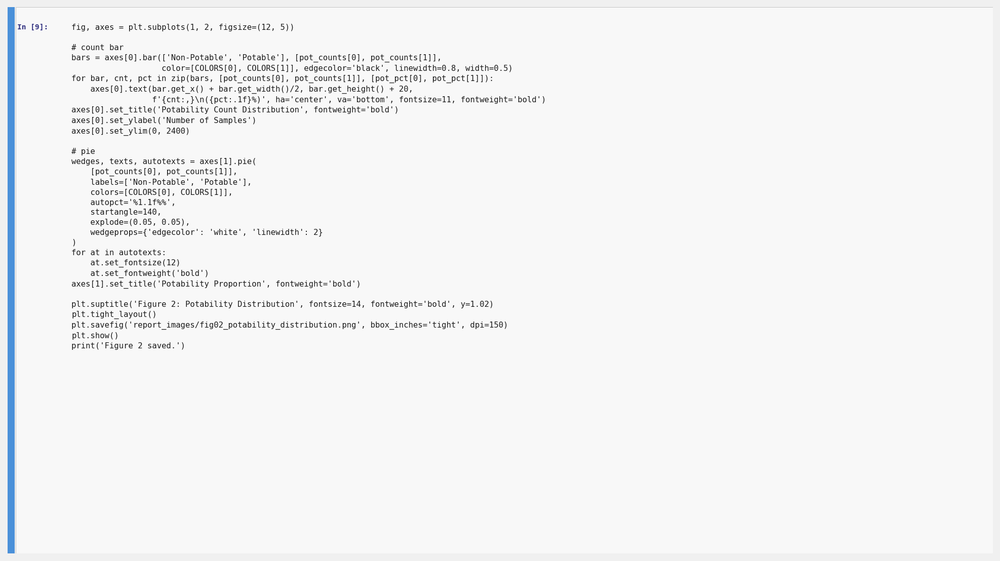 In [9]: fig, axes = plt.subplots(1, 2, figsize=(12, 5))

# count bar
bars = axes[0].bar(['Non-Potable', 'Potable'], [pot_counts[0], pot_counts[1]],
                   color=[COLORS[0], COLORS[1]], edgecolor='black', linewidth=0.8, width=0.5)
for bar, cnt, pct in zip(bars, [pot_counts[0], pot_counts[1]], [pot_pct[0], pot_pct[1]]):
    axes[0].text(bar.get_x() + bar.get_width()/2, bar.get_height() + 20,
                 f'{cnt:,}\n({pct:.1f}%)', ha='center', va='bottom', fontsize=11, fontweight='bold')
axes[0].set_title('Potability Count Distribution', fontweight='bold')
axes[0].set_ylabel('Number of Samples')
axes[0].set_ylim(0, 2400)

# pie
wedges, texts, autotexts = axes[1].pie(
    [pot_counts[0], pot_counts[1]],
    labels=['Non-Potable', 'Potable'],
    colors=[COLORS[0], COLORS[1]],
    autopct='%1.1f%%',
    startangle=140,
    explode=(0.05, 0.05),
    wedgeprops={'edgecolor': 'white', 'linewidth': 2}
)
for at in autotexts:
    at.set_fontsize(12)
    at.set_fontweight('bold')
axes[1].set_title('Potability Proportion', fontweight='bold')

plt.suptitle('Figure 2: Potability Distribution', fontsize=14, fontweight='bold', y=1.02)
plt.tight_layout()
plt.savefig('report_images/fig02_potability_distribution.png', bbox_inches='tight', dpi=150)
plt.show()
print('Figure 2 saved.')